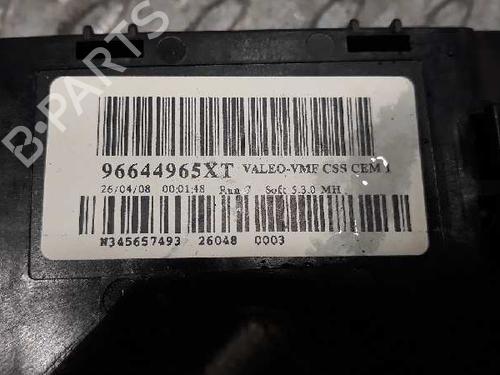 96644965XT VALEO-VMF CSS CEM 1
26/04/08 00:01:48 Run 7 Soft 5.3.0 MH
N345657493 26048 0003
B-PARTS